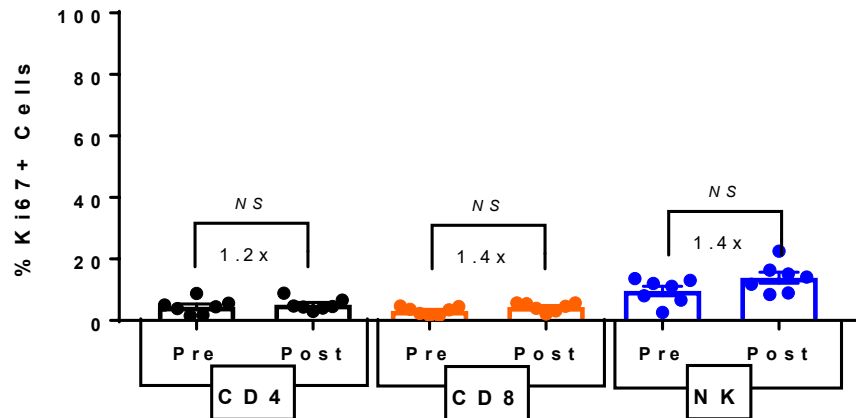 % Ki67+ Cells
100
80
60
40
20
0
NS NS NS
1.2x 1.4x 1.4x
Pre Post Pre Post Pre Post
CD4 CD8 NK